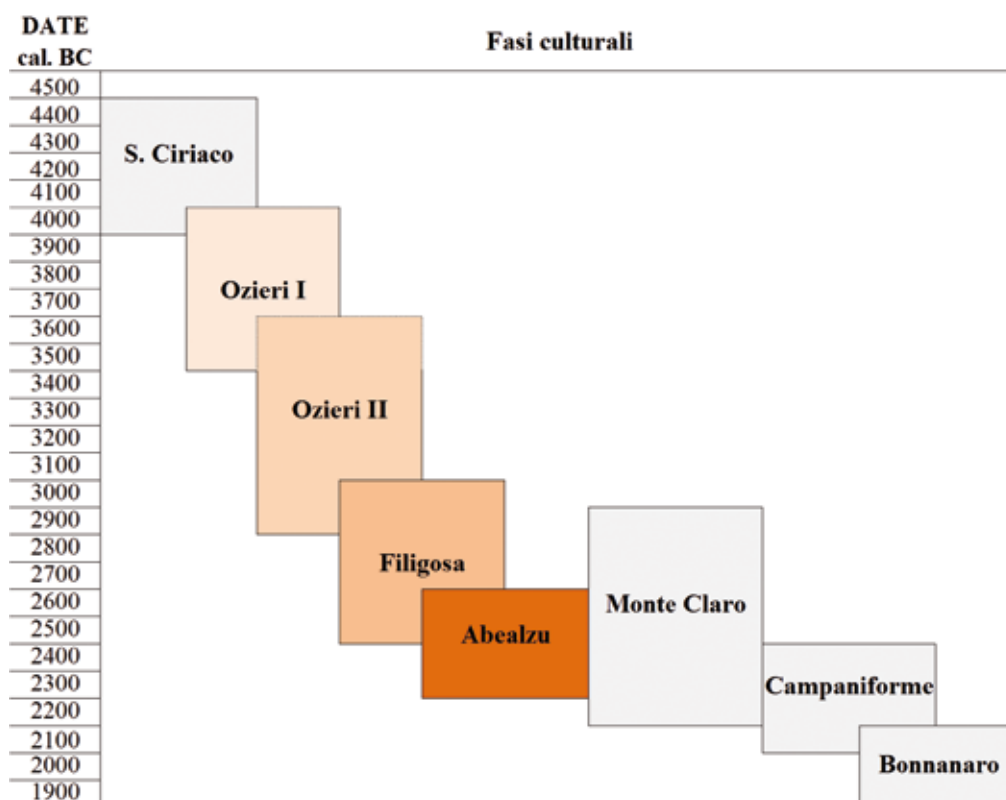 DATE
cal. BC
Fasi culturali
4500
4400
4300
4200
4100
4000
3900
3800
3700
3600
3500
3400
3300
3200
3100
3000
2900
2800
2700
2600
2500
2400
2300
2200
2100
2000
1900
S. Ciriaco
Ozieri I
Ozieri II
Filigosa
Abealzu
Monte Claro
Campaniforme
Bonnanaro